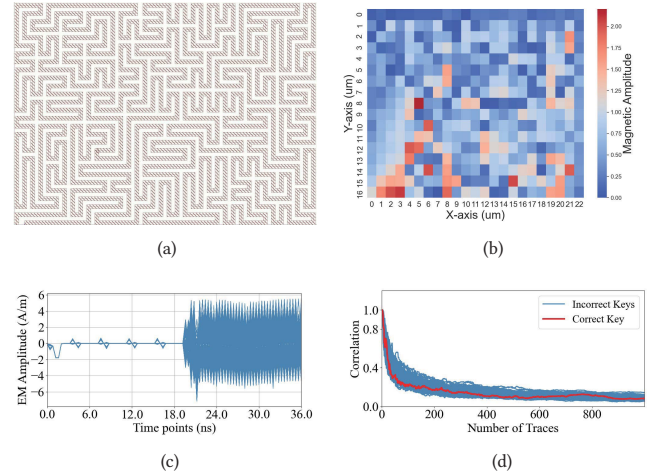 (a)
0 1 2 3 4 5 6 7 8 9 10 11 12 13 14 15 16
Y-axis (um)
0 1 2 3 4 5 6 7 8 9 10 11 12 13 14 15 16 17 18 19 20 21 22
X-axis (um)
2.00
1.75
1.50
1.25
1.00
0.75
0.50
0.25
0.00
Magnetic Amplitude
(b)
EM Amplitude (A/m)
6
4
2
0
−2
−4
−6
0.0 6.0 12.0 18.0 24.0 30.0 36.0
Time points (ns)
(c)
Correlation
1.0
0.8
0.4
0.0
Incorrect Keys
Correct Key
0 200 400 600 800
Number of Traces
(d)